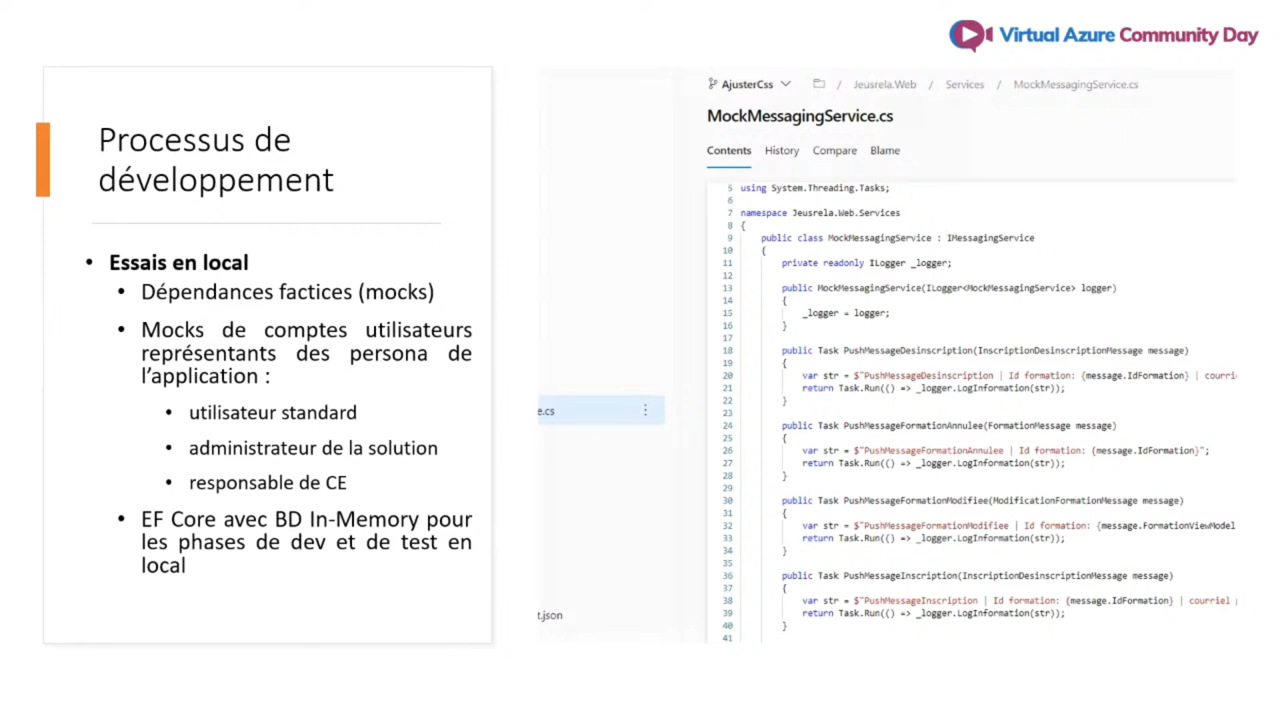 Virtual Azure Community Day
Processus de
développement
• Essais en local
• Dépendances factices (mocks)
• Mocks de comptes utilisateurs
représentants des persona de
l’application :
• utilisateur standard
• administrateur de la solution
• responsable de CE
• EF Core avec BD In-Memory pour
les phases de dev et de test en
local
e.cs
t.json
AjusterCss / Jeusrela.Web / Services / MockMessagingService.cs
MockMessagingService.cs
Contents History Compare Blame
5 using System.Threading.Tasks;
6
7 namespace Jeusrela.Web.Services
8 {
9 public class MockMessagingService : IMessagingService
10 {
11 private readonly ILogger _logger;
12
13 public MockMessagingService(ILogger<MockMessagingService> logger)
14 {
15 _logger = logger;
16 }
17
18 public Task PushMessageDesinscription(InscriptionDesinscriptionMessage message)
19 {
20 var str = $"PushMessageDesinscription | Id formation: {message.IdFormation} | courrie
21 return Task.Run(() => _logger.LogInformation(str));
22 }
23
24 public Task PushMessageFormationAnnulee(FormationMessage message)
25 {
26 var str = $"PushMessageFormationAnnulee | Id formation: {message.IdFormation}";
27 return Task.Run(() => _logger.LogInformation(str));
28 }
29
30 public Task PushMessageFormationModifiee(ModificationFormationMessage message)
31 {
32 var str = $"PushMessageFormationModifiee | Id formation: {message.FormationViewModel
33 return Task.Run(() => _logger.LogInformation(str));
34 }
35
36 public Task PushMessageInscription(InscriptionDesinscriptionMessage message)
37 {
38 var str = $"PushMessageInscription | Id formation: {message.IdFormation} | courriel
39 return Task.Run(() => _logger.LogInformation(str));
40 }
41